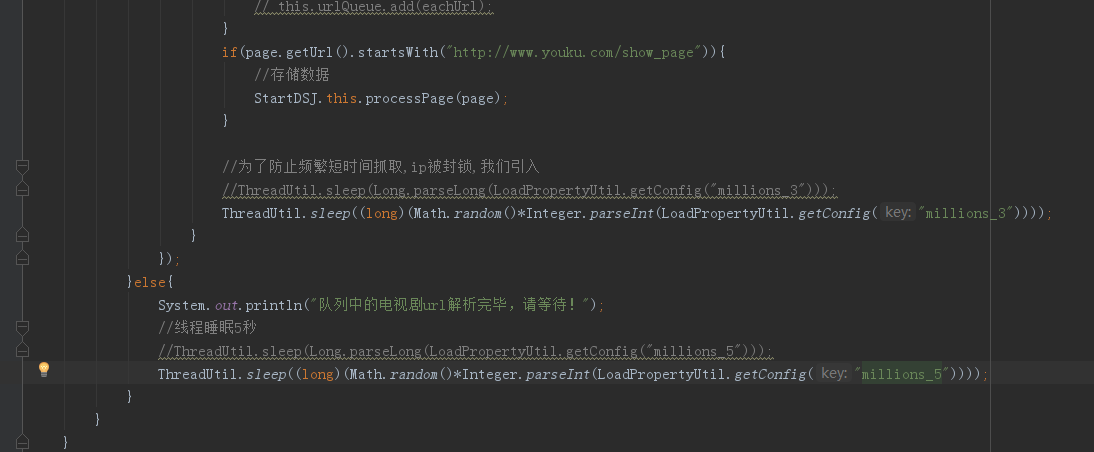 // this.urlQueue.add(eachUrl);
}
if(page.getUrl().startsWith("http://www.youku.com/show_page")){
//存储数据
StartDSJ.this.processPage(page);
}
//为了防止频繁短时间抓取,ip被封锁,我们引入
//ThreadUtil.sleep(Long.parseLong(LoadPropertyUtil.getConfig("millions_3")));
ThreadUtil.sleep((long)(Math.random()*Integer.parseInt(LoadPropertyUtil.getConfig( key: "millions_3"))));
}
});
}else{
System.out.println("队列中的电视剧url解析完毕，请等待！");
//线程睡眠5秒
//ThreadUtil.sleep(Long.parseLong(LoadPropertyUtil.getConfig("millions_5")));
ThreadUtil.sleep((long)(Math.random()*Integer.parseInt(LoadPropertyUtil.getConfig( key: "millions_5"))));
}
}
}